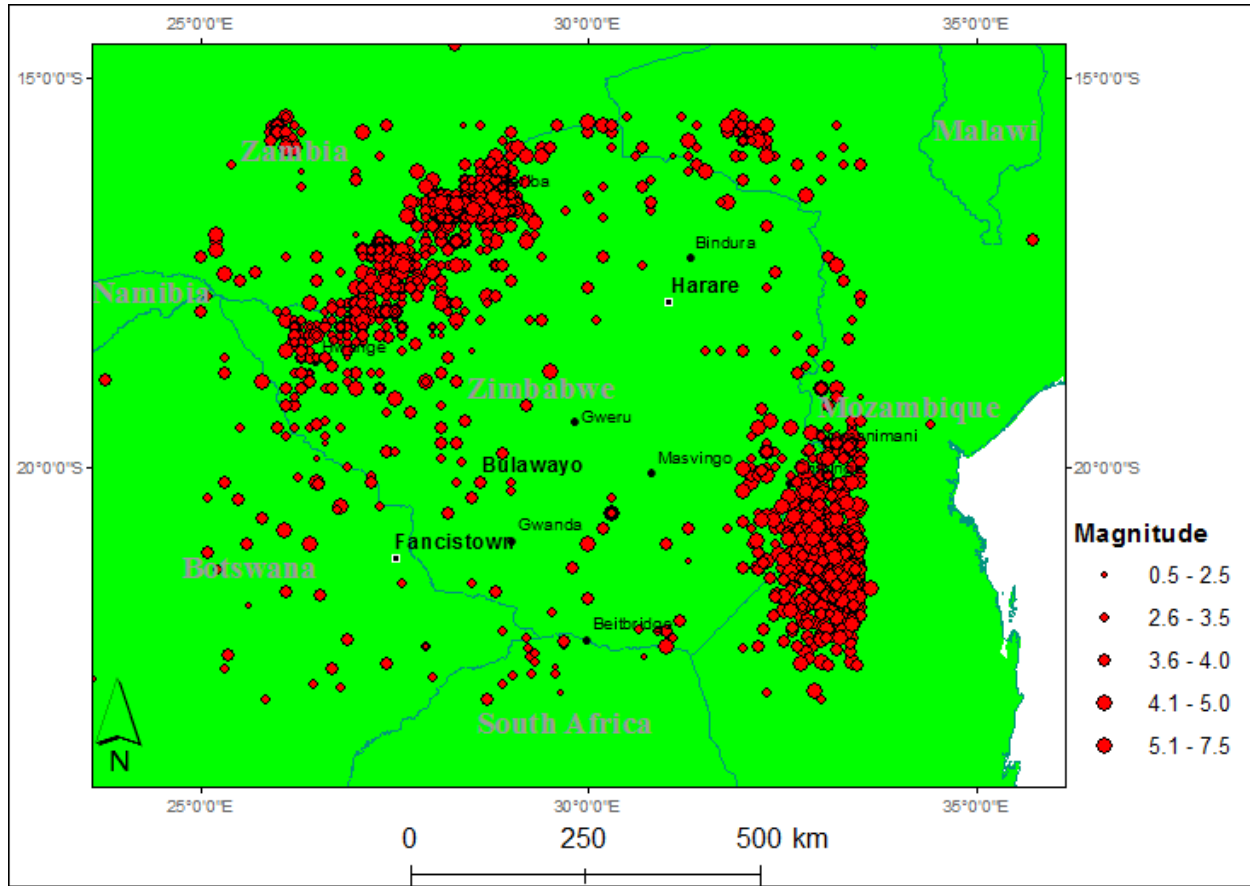 25°0'0"E 30°0'0"E 35°0'0"E
15°0'0"S 15°0'0"S
Malawi
Zambia
Bindura
Harare
Namibia
Zimbabwe
Mozambique
Gweru
Bulawayo
Masvingo
20°0'0"S 20°0'0"S
Gwanda
Fancistown
Botswana
Beitbridge
South Africa
N
25°0'0"E 30°0'0"E 35°0'0"E
Magnitude
0.5 - 2.5
2.6 - 3.5
3.6 - 4.0
4.1 - 5.0
5.1 - 7.5
0 250 500 km